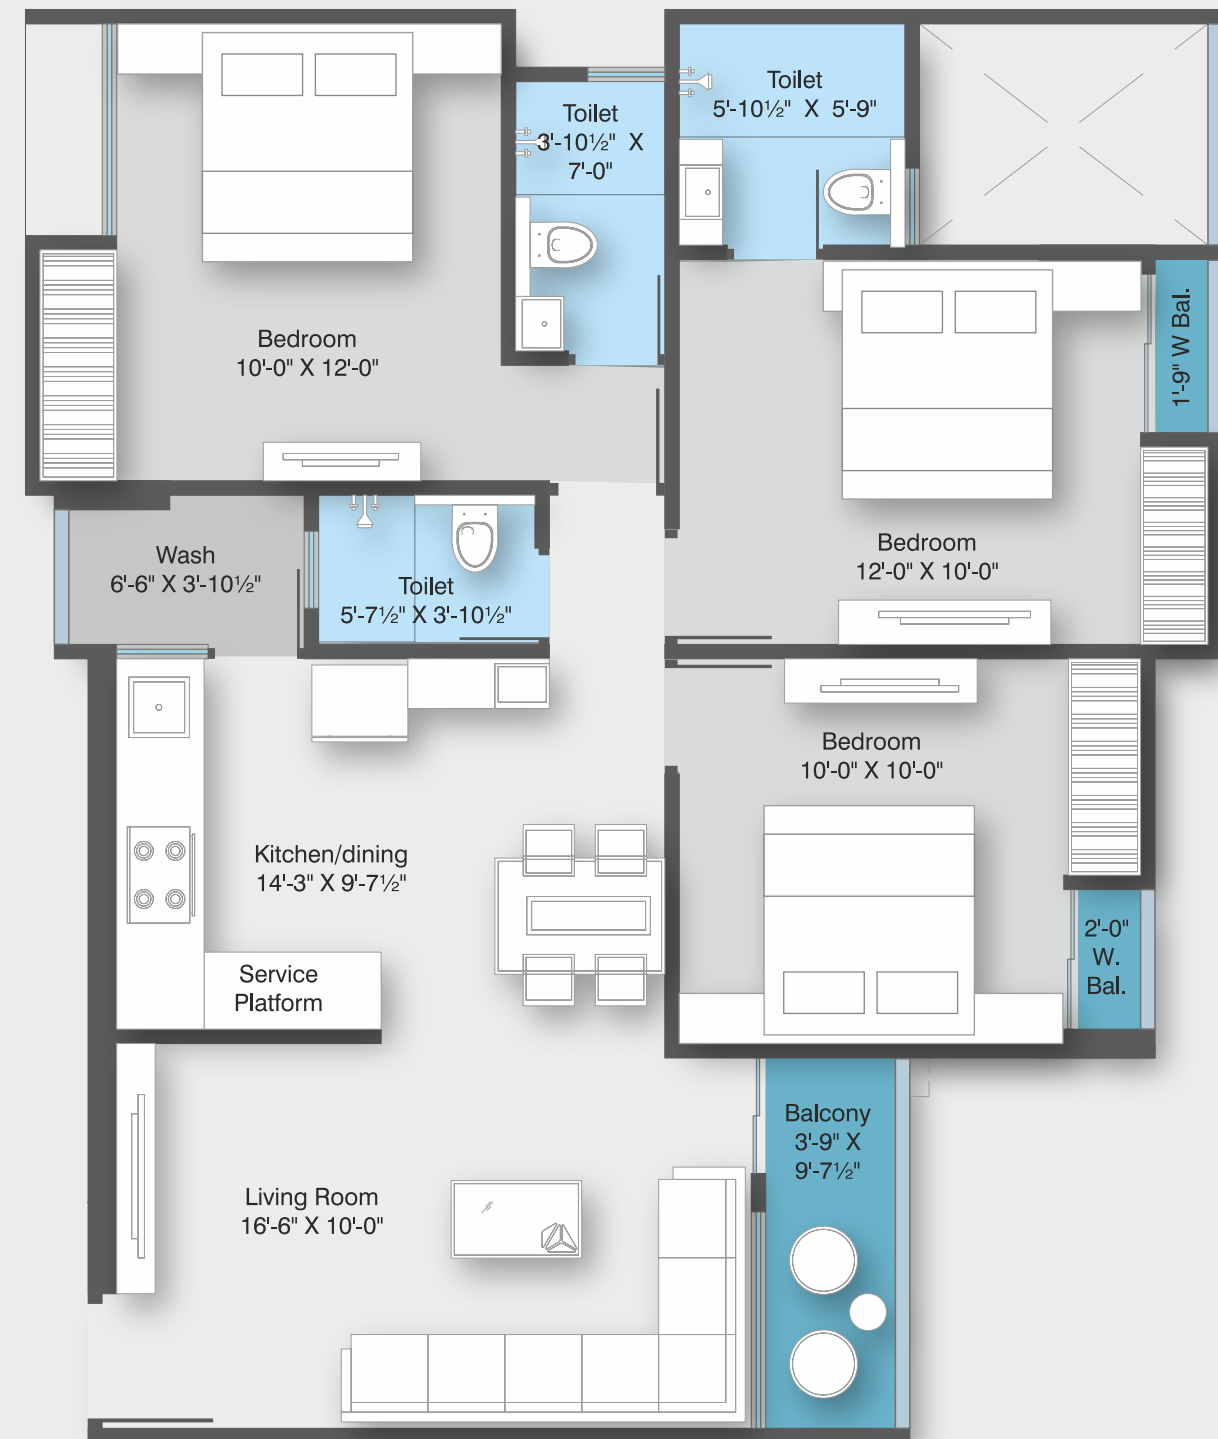 Toilet
5'-10½" X 5'-9"
Toilet
3'-10½" X
7'-0"
Bedroom
10'-0" X 12'-0"
1'-9" W Bal.
Bedroom
12'-0" X 10'-0"
Wash
6'-6" X 3'-10½"
Toilet
5'-7½" X 3'-10½"
Bedroom
10'-0" X 10'-0"
Kitchen/dining
14'-3" X 9'-7½"
2'-0"
W.
Bal.
Service
Platform
Balcony
3'-9" X
9'-7½"
Living Room
16'-6" X 10'-0"